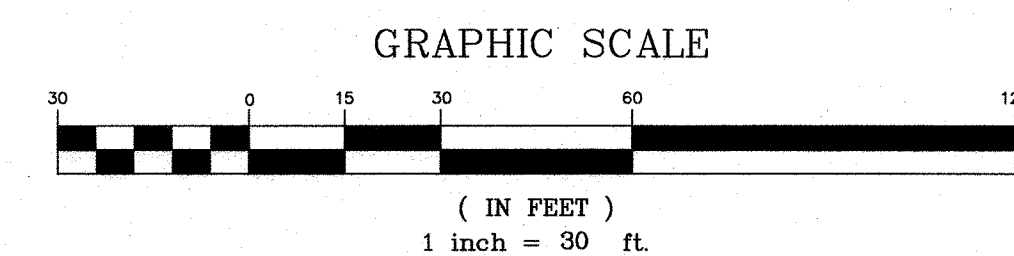 GRAPHIC SCALE
30 0 15 30 60 12
( IN FEET )
1 inch = 30 ft.